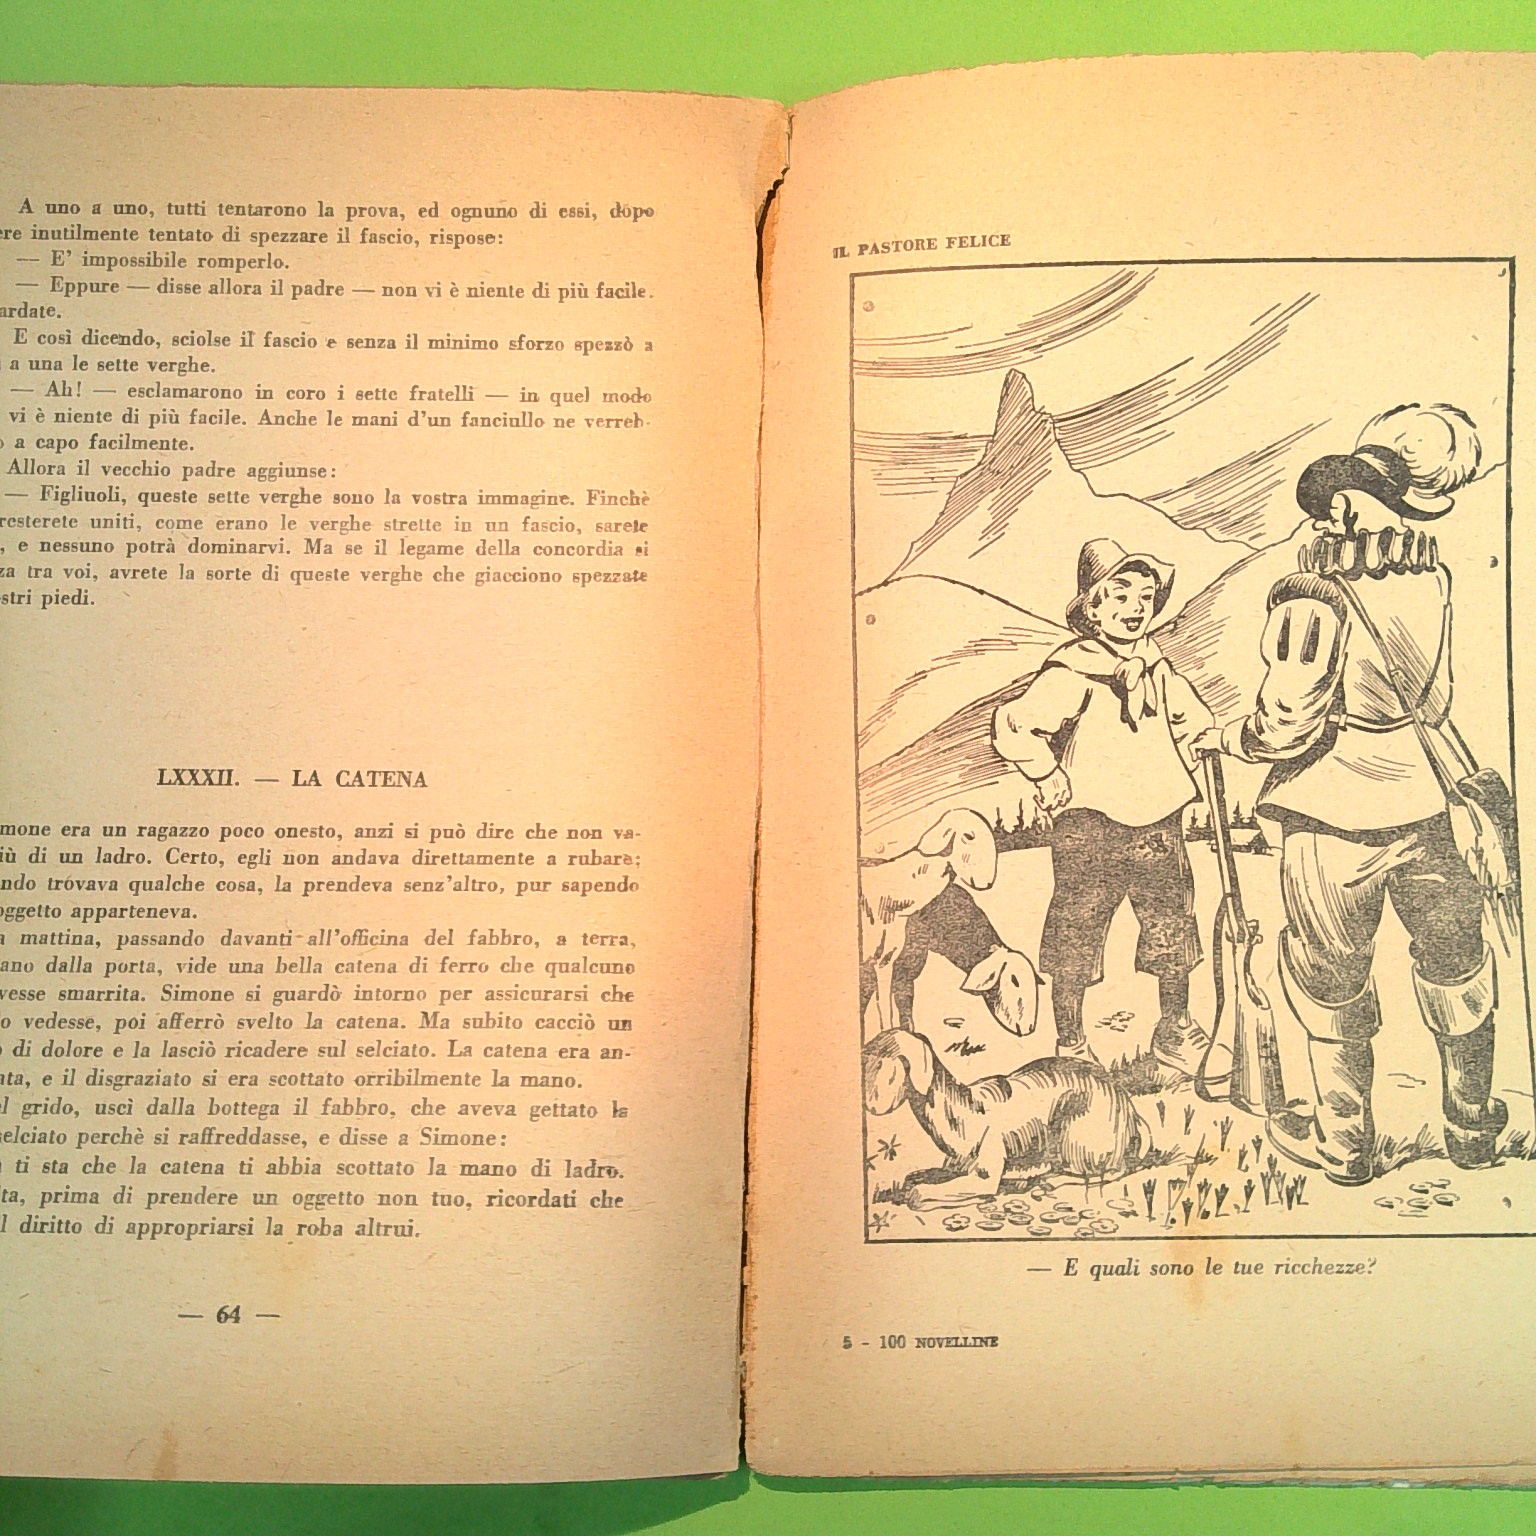 A uno a uno, tutti tentarono la prova, ed ognuno di essi, dopo
ere inutilmente tentato di spezzare il fascio, rispose:
— E' impossibile romperlo.
— Eppure — disse allora il padre — non vi è niente di più facile.
ardate.
E così dicendo, sciolse il fascio e senza il minimo sforzo spezzò a
a una le sette verghe.
— Ah! — esclamarono in coro i sette fratelli — in quel modo
vi è niente di più facile. Anche le mani d'un fanciullo ne verreb-
o a capo facilmente.
Allora il vecchio padre aggiunse:
— Figliuoli, queste sette verghe sono la vostra immagine. Finchè
resterete uniti, come erano le verghe strette in un fascio, sarete
, e nessuno potrà dominarvi. Ma se il legame della concordia si
za tra voi, avrete la sorte di queste verghe che giacciono spezzate
stri piedi.
LXXXII. — LA CATENA
mone era un ragazzo poco onesto, anzi si può dire che non va-
iù di un ladro. Certo, egli non andava direttamente a rubare;
ndo trovava qualche cosa, la prendeva senz'altro, pur sapendo
oggetto apparteneva.
a mattina, passando davanti all'officina del fabbro, a terra,
ano dalla porta, vide una bella catena di ferro che qualcuno
vesse smarrita. Simone si guardò intorno per assicurarsi che
o vedesse, poi afferrò svelto la catena. Ma subito cacciò un
o di dolore e la lasciò ricadere sul selciato. La catena era an-
ata, e il disgraziato si era scottato orribilmente la mano.
l grido, uscì dalla bottega il fabbro, che aveva gettato la
selciato perchè si raffreddasse, e disse a Simone:
ti sta che la catena ti abbia scottato la mano di ladro.
lta, prima di prendere un oggetto non tuo, ricordati che
l diritto di appropriarsi la roba altrui.
— 64 —
IL PASTORE FELICE
— E quali sono le tue ricchezze?
5 - 100 NOVELLINE